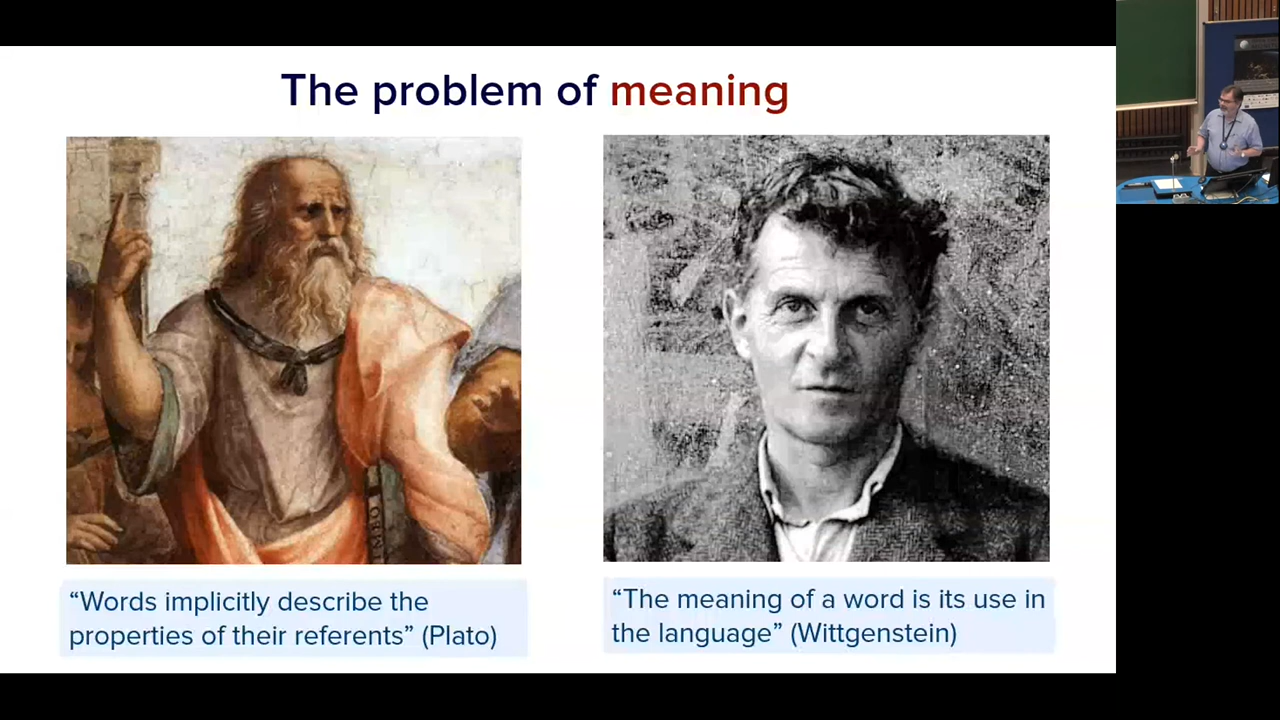 The problem of meaning
“Words implicitly describe the
properties of their referents” (Plato)
“The meaning of a word is its use in
the language” (Wittgenstein)